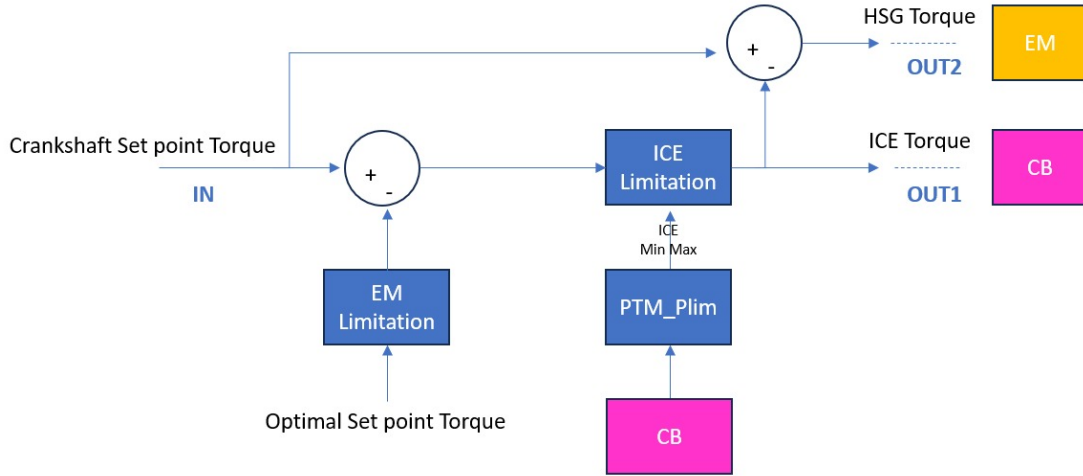 HSG Torque
EM
+
-
OUT2
Crankshaft Set point Torque
ICE Torque
ICE
Limitation
CB
+
-
IN
OUT1
ICE
Min Max
EM
Limitation
PTM_Plim
Optimal Set point Torque
CB